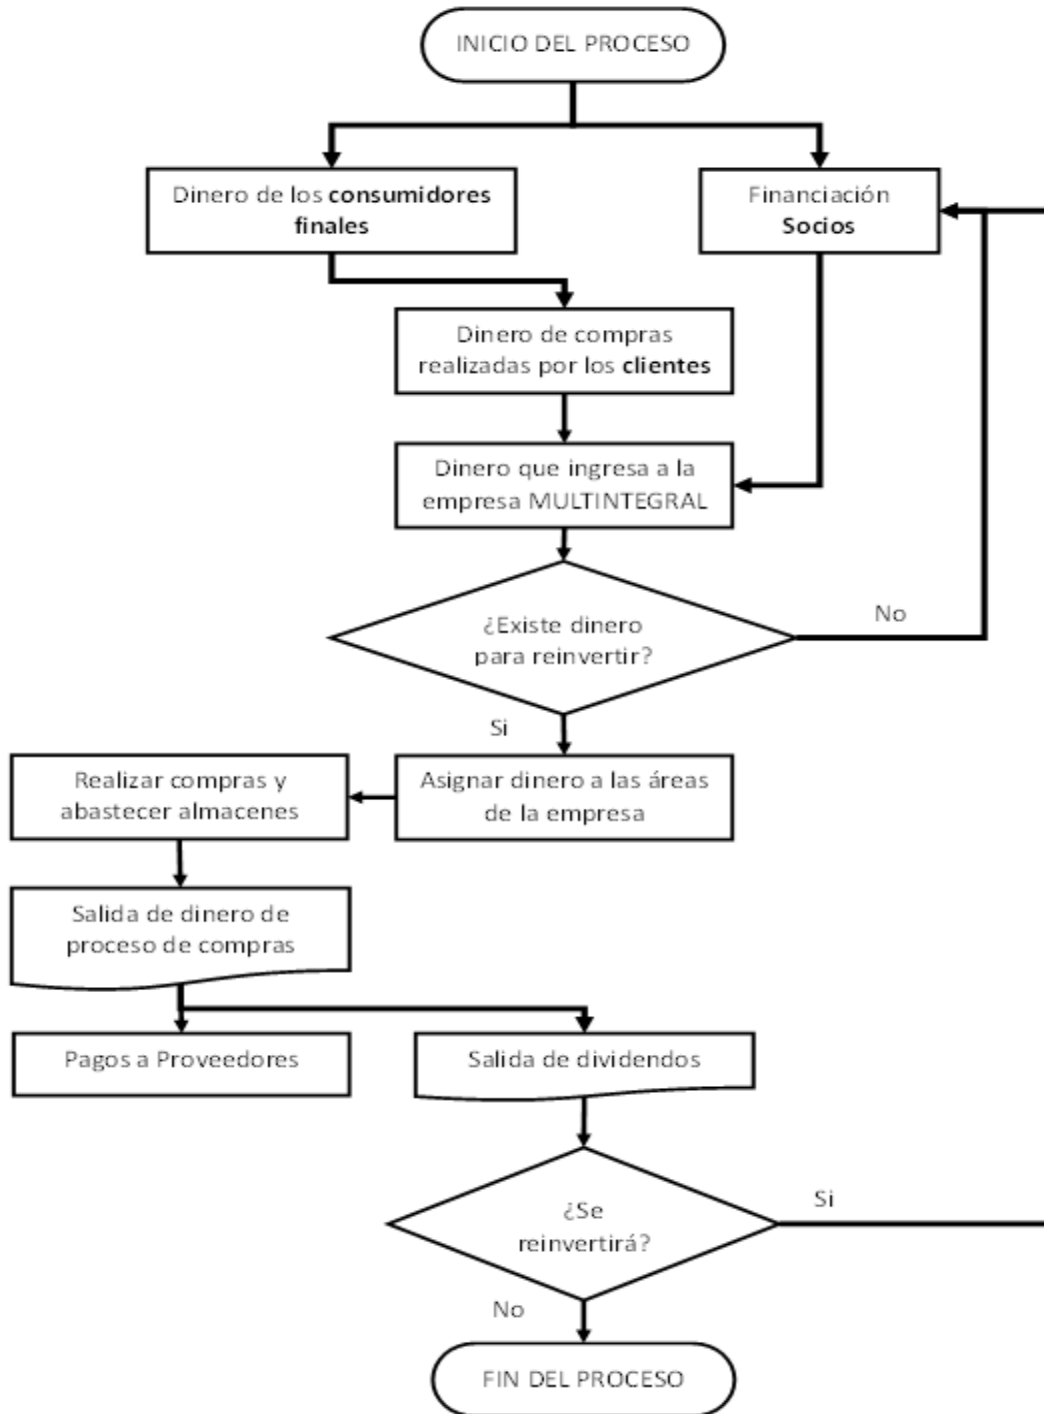 INICIO DEL PROCESO
Dinero de los consumidores
finales
Financiación
Socios
Dinero de compras
realizadas por los clientes
Dinero que ingresa a la
empresa MULTINTEGRAL
¿Existe dinero
para reinvertir?
No
Si
Asignar dinero a las áreas
de la empresa
Realizar compras y
abastecer almacenes
Salida de dinero de
proceso de compras
Pagos a Proveedores
Salida de dividendos
¿Se
reinvertirá?
Si
No
FIN DEL PROCESO